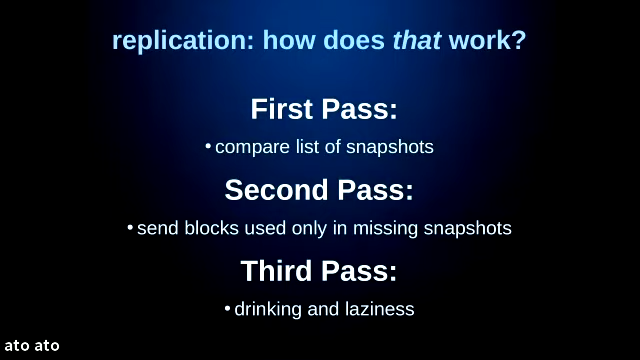 replication: how does that work?
First Pass:
• compare list of snapshots
Second Pass:
• send blocks used only in missing snapshots
Third Pass:
• drinking and laziness
ato ato